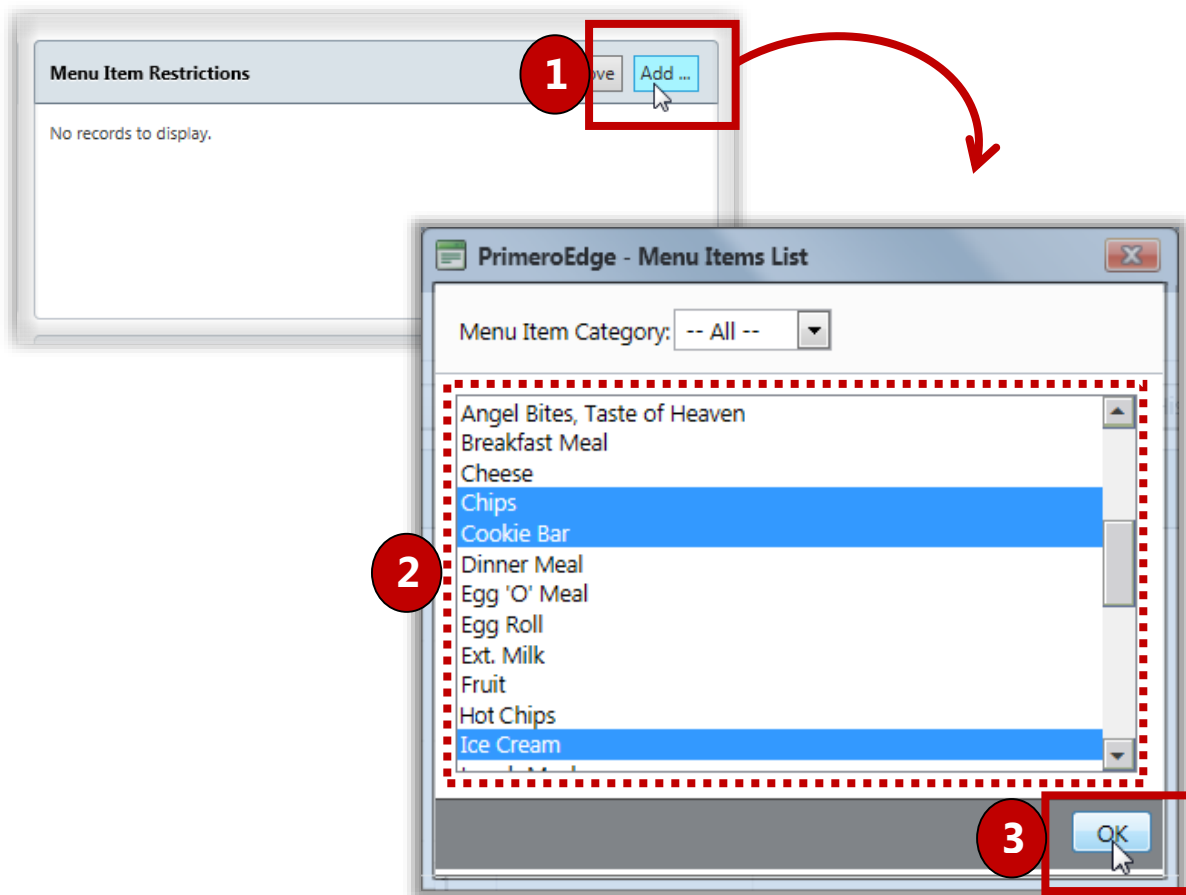 Menu Item Restrictions
1
ove
Add ...
No records to display.
PrimeroEdge - Menu Items List
Menu Item Category: -- All --
Angel Bites, Taste of Heaven
Breakfast Meal
Cheese
Chips
Cookie Bar
2
Dinner Meal
Egg 'O' Meal
Egg Roll
Ext. Milk
Fruit
Hot Chips
Ice Cream
3
OK